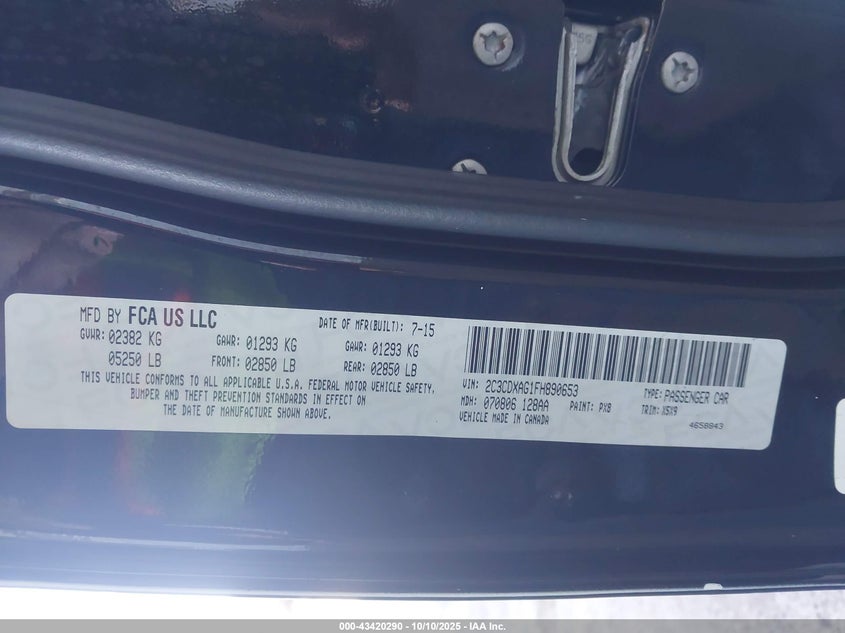 MFD BY FCA US LLC
DATE OF MFR(BUILT): 7-15
GVWR: 02382 KG GAWR: 01293 KG GAWR: 01293 KG
05250 LB FRONT: 02850 LB REAR: 02850 LB
THIS VEHICLE CONFORMS TO ALL APPLICABLE U.S.A. FEDERAL MOTOR VEHICLE SAFETY,
BUMPER AND THEFT PREVENTION STANDARDS IN EFFECT ON
THE DATE OF MANUFACTURE SHOWN ABOVE.
VIN: 2C3CDXAG1FH890653 TYPE: PASSENGER CAR
MDH: 070806 128AA PAINT: PX8 TRIM: X5X9
VEHICLE MADE IN CANADA
4658843
000-43420290 - 10/10/2025 - IAA Inc.